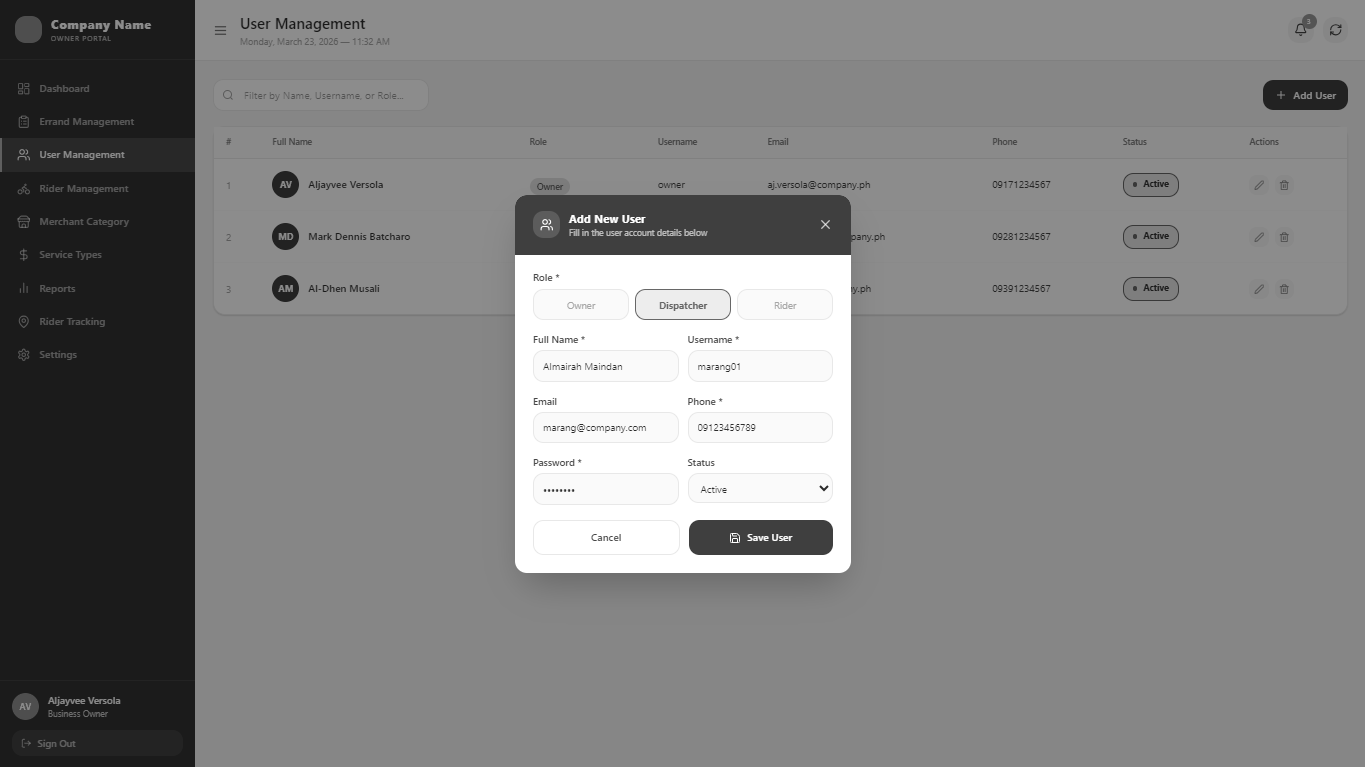 Company Name
OWNER PORTAL
Dashboard
Errand Management
User Management
Rider Management
Merchant Category
Service Types
Reports
Rider Tracking
Settings
AV
Aljayvee Versola
Business Owner
Sign Out
User Management
Monday, March 23, 2026 — 11:32 AM
3
Filter by Name, Username, or Role...
+ Add User
# Full Name Role Username Email Phone Status Actions
1 AV Aljayvee Versola Owner owner aj.versola@company.ph 09171234567 Active
2 MD Mark Dennis Batcharo pany.ph 09281234567 Active
3 AM Al-Dhen Musali y.ph 09391234567 Active
Add New User
Fill in the user account details below
Role *
Owner Dispatcher Rider
Full Name * Username *
Almairah Maindan marang01
Email Phone *
marang@company.com 09123456789
Password * Status
•••••••• Active
Cancel Save User